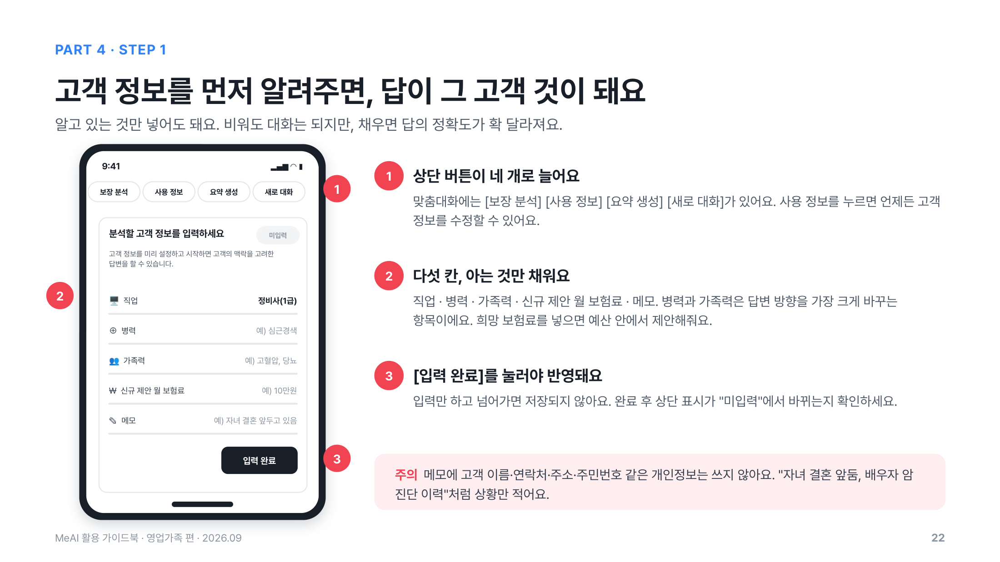 PART 4 · STEP 1
고객 정보를 먼저 알려주면, 답이 그 고객 것이 돼요
알고 있는 것만 넣어도 돼요. 비워도 대화는 되지만, 채우면 답의 정확도가 확 달라져요.
9:41
보장 분석 사용 정보 요약 생성 새로 대화
1
분석할 고객 정보를 입력하세요 미입력
고객 정보를 미리 설정하고 시작하면 고객의 맥락을 고려한
답변을 할 수 있습니다.
2
직업 정비사(1급)
병력 예) 심근경색
가족력 예) 고혈압, 당뇨
₩ 신규 제안 월 보험료 예) 10만원
메모 예) 자녀 결혼 앞두고 있음
입력 완료
3
1 상단 버튼이 네 개로 늘어요
맞춤대화에는 [보장 분석] [사용 정보] [요약 생성] [새로 대화]가 있어요. 사용 정보를 누르면 언제든 고객
정보를 수정할 수 있어요.
2 다섯 칸, 아는 것만 채워요
직업 · 병력 · 가족력 · 신규 제안 월 보험료 · 메모. 병력과 가족력은 답변 방향을 가장 크게 바꾸는
항목이에요. 희망 보험료를 넣으면 예산 안에서 제안해줘요.
3 [입력 완료]를 눌러야 반영돼요
입력만 하고 넘어가면 저장되지 않아요. 완료 후 상단 표시가 "미입력"에서 바뀌는지 확인하세요.
주의 메모에 고객 이름·연락처·주소·주민번호 같은 개인정보는 쓰지 않아요. "자녀 결혼 앞둠, 배우자 암
진단 이력"처럼 상황만 적어요.
MeAI 활용 가이드북 · 영업가족 편 · 2026.09
22